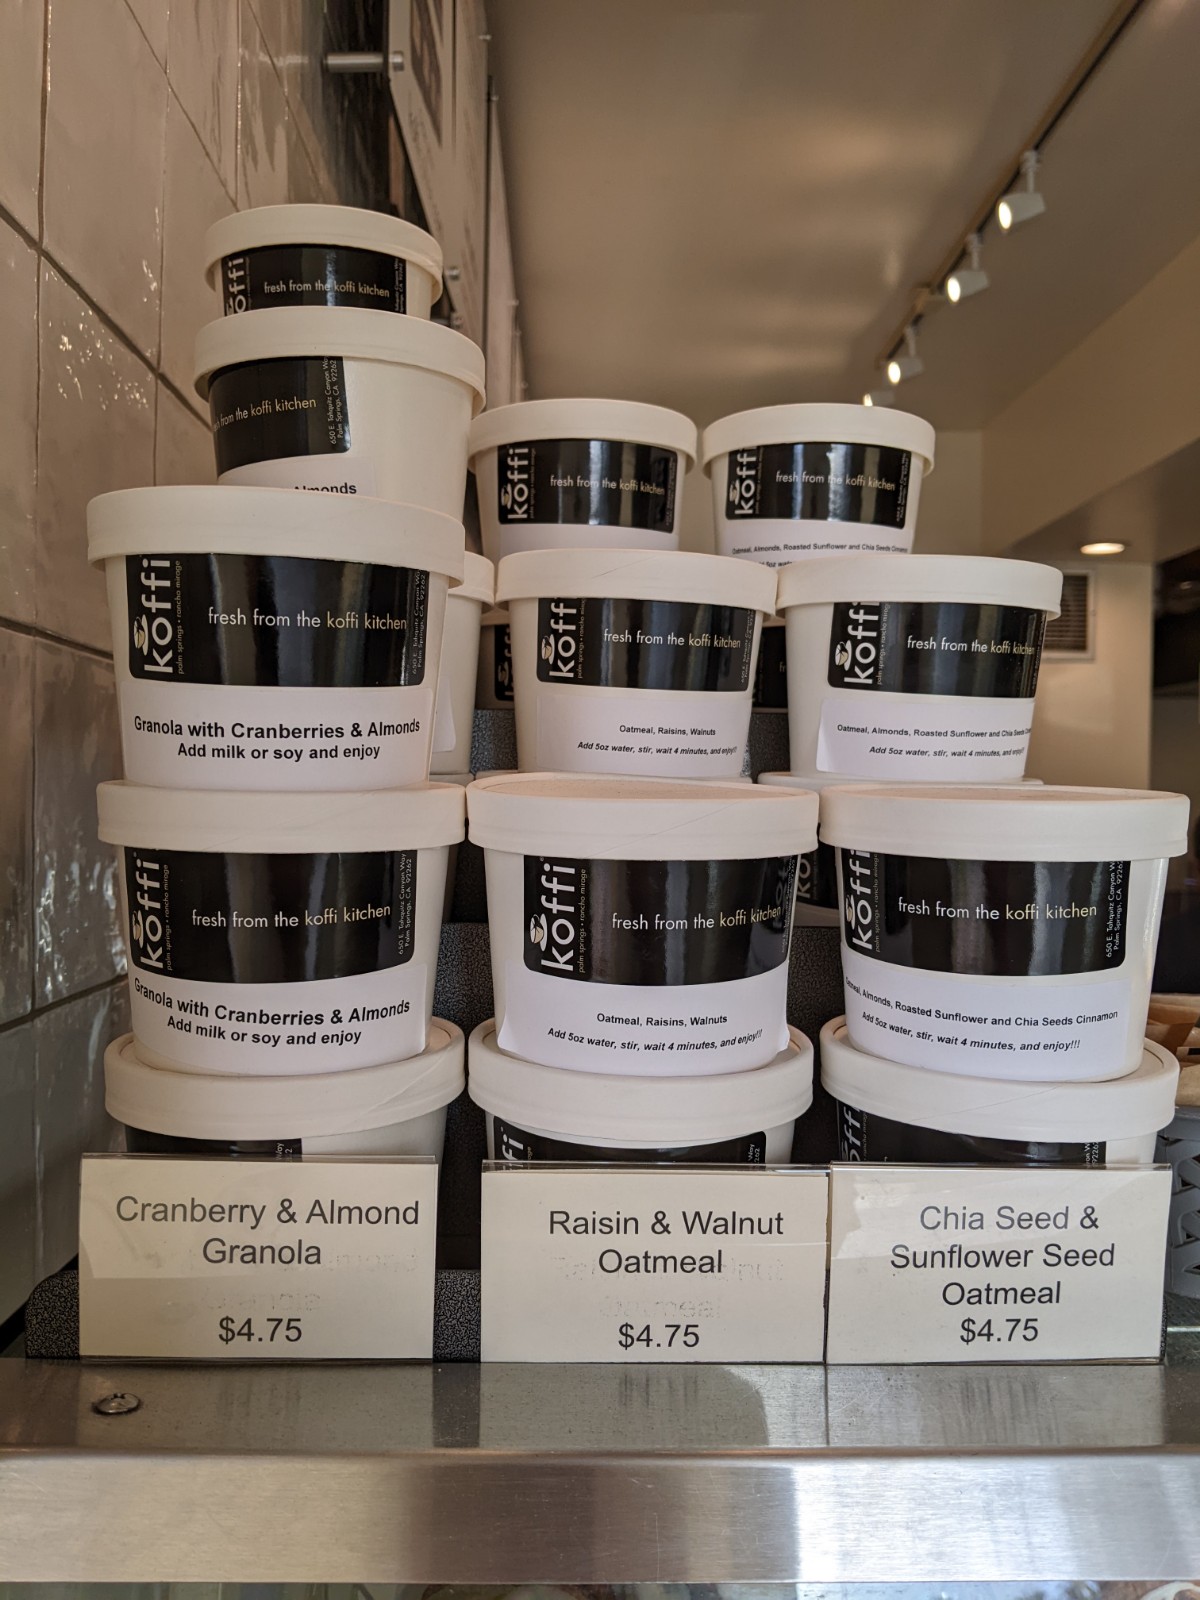 koffi
fresh from the koffi kitchen
fresh from the koffi kitchen
650 E. Tahquitz Canyon Way
Palm Springs, CA 92262
Almonds
koffi
fresh from the koffi kitchen
koffi
fresh from the koffi kitchen
Oatmeal, Almonds, Roasted Sunflower and Chia Seeds
koffi
palm springs • rancho mirage
fresh from the koffi kitchen
Granola with Cranberries & Almonds
Add milk or soy and enjoy
koffi
fresh from the koffi kitchen
Oatmeal, Raisins, Walnuts
Add 5oz water, stir, wait 4 minutes, and enjoy!!
koffi
fresh from the koffi kitchen
Oatmeal, Almonds, Roasted Sunflower and Chia Seeds
Add 5oz water, stir, wait 4 minutes, and enjoy!!
koffi
palm springs • rancho mirage
fresh from the koffi kitchen
650 E. Tahquitz Canyon Way
Palm Springs, CA 92262
Granola with Cranberries & Almonds
Add milk or soy and enjoy
koffi
palm springs • rancho mirage
fresh from the koffi kitchen
Oatmeal, Raisins, Walnuts
Add 5oz water, stir, wait 4 minutes, and enjoy!!!
koffi
fresh from the koffi kitchen
650 E. Tahquitz Canyon Way
Palm Springs, CA 92262
Oatmeal, Almonds, Roasted Sunflower and Chia Seeds Cinnamon
Add 5oz water, stir, wait 4 minutes, and enjoy!!!
Cranberry & Almond
Granola
$4.75
Raisin & Walnut
Oatmeal
$4.75
Chia Seed &
Sunflower Seed
Oatmeal
$4.75